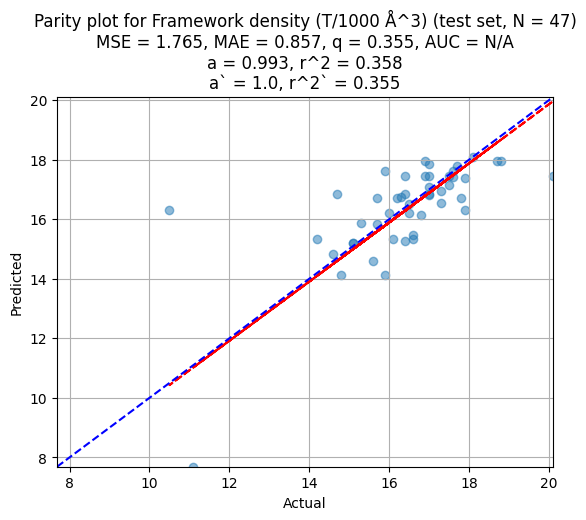 Parity plot for Framework density (T/1000 Å^3) (test set, N = 47)
MSE = 1.765, MAE = 0.857, q = 0.355, AUC = N/A
a = 0.993, r^2 = 0.358
a` = 1.0, r^2` = 0.355
20
18
16
14
12
10
8
Predicted
8 10 12 14 16 18 20
Actual